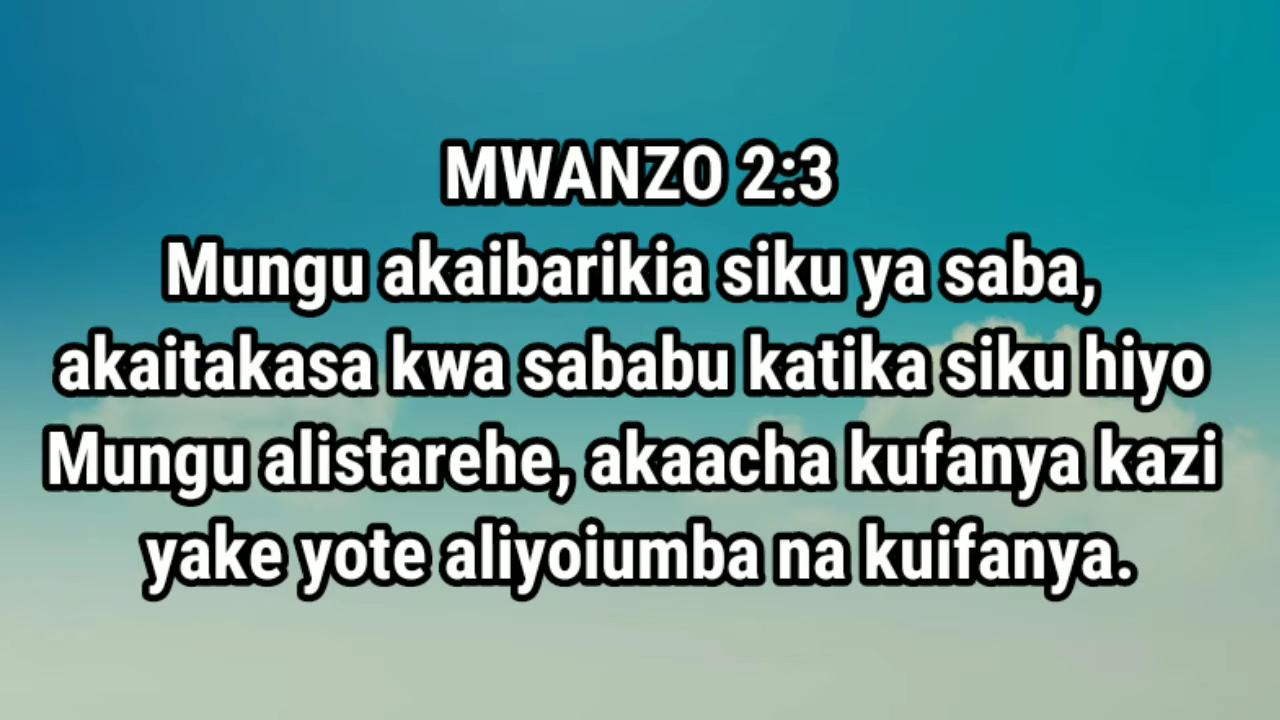 MWANZO 2:3
Mungu akaibarikia siku ya saba,
akaitakasa kwa sababu katika siku hiyo
Mungu alistarehe, akaacha kufanya kazi
yake yote aliyoiumba na kuifanya.